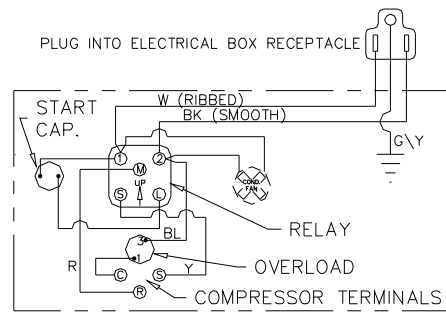 PLUG INTO ELECTRICAL BOX RECEPTACLE
W (RIBBED)
BK (SMOOTH)
START
CAP.
G\Y
1
2
M
COND.
FAN
UP
S
L
RELAY
BL
3
R
Y
OVERLOAD
1
C
S
COMPRESSOR TERMINALS
R